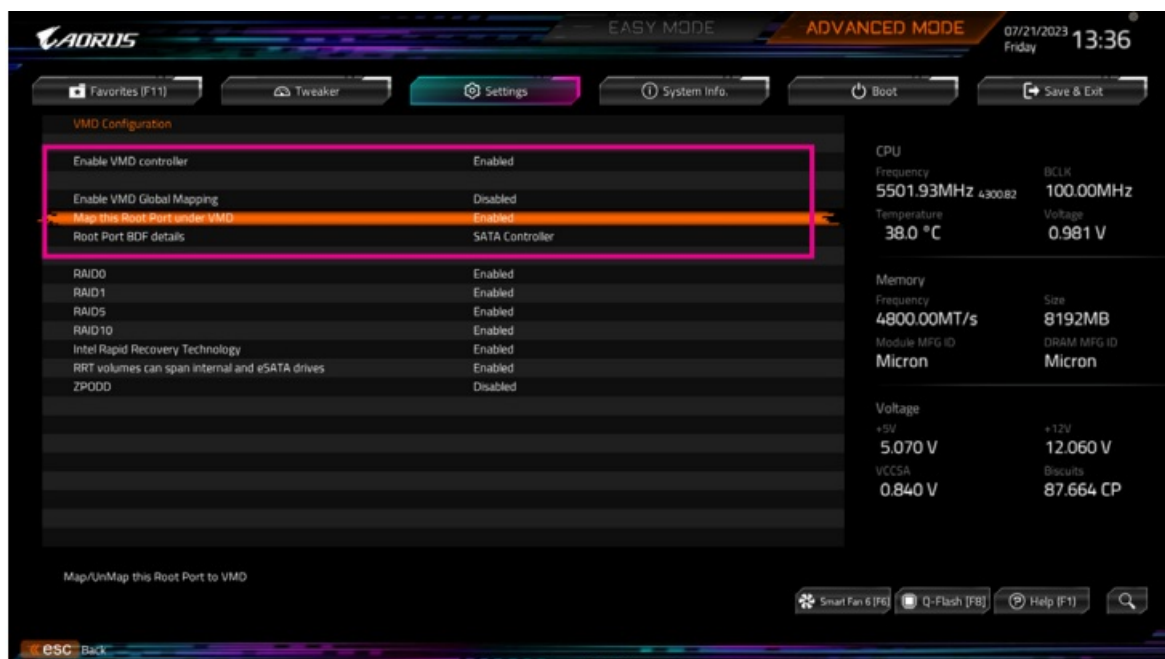 AORUS
EASY MODE
ADVANCED MODE
07/21/2023
Friday
13:36
Favorites (F11)
Tweaker
Settings
System Info.
Boot
Save & Exit
VMD Configuration
Enable VMD controller Enabled
Enable VMD Global Mapping Disabled
Map this Root Port under VMD Enabled
Root Port BDF details SATA Controller
RAID0 Enabled
RAID1 Enabled
RAID5 Enabled
RAID10 Enabled
Intel Rapid Recovery Technology Enabled
RRT volumes can span internal and eSATA drives Enabled
ZPODD Disabled
CPU
Frequency BCLK
5501.93MHz 4300.82 100.00MHz
Temperature Voltage
38.0 °C 0.981 V
Memory
Frequency Size
4800.00MT/s 8192MB
Module MFG ID DRAM MFG ID
Micron Micron
Voltage
+5V +12V
5.070 V 12.060 V
VCCSA Biscuits
0.840 V 87.664 CP
Map/UnMap this Root Port to VMD
Smart Fan 6 [F6] Q-Flash [F8] Help (F1)
esc Back